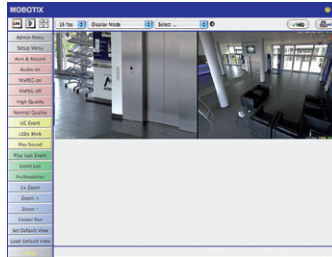 MOBOTIX
16 fps Display Mode Select ...
Admin Menu
Setup Menu
Arm & Record
Audio on
MxPEG on
MxPEG off
High Quality
Normal Quality
UC Event
LEDs Blink
Play Sound
Play Last Event
Event List
MultiWatcher
1x Zoom
Zoom +
Zoom -
Center Pan
Set Default View
Load Default View